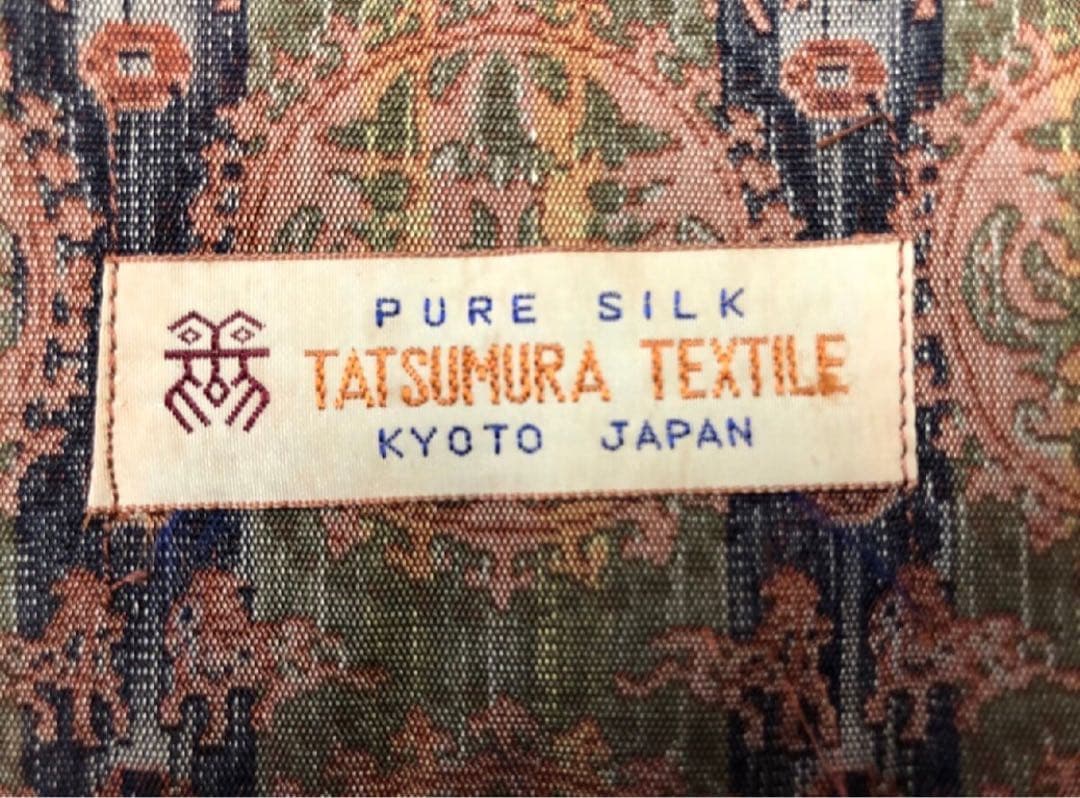 PURE SILK
TATSUMURA TEXTILE
KYOTO JAPAN